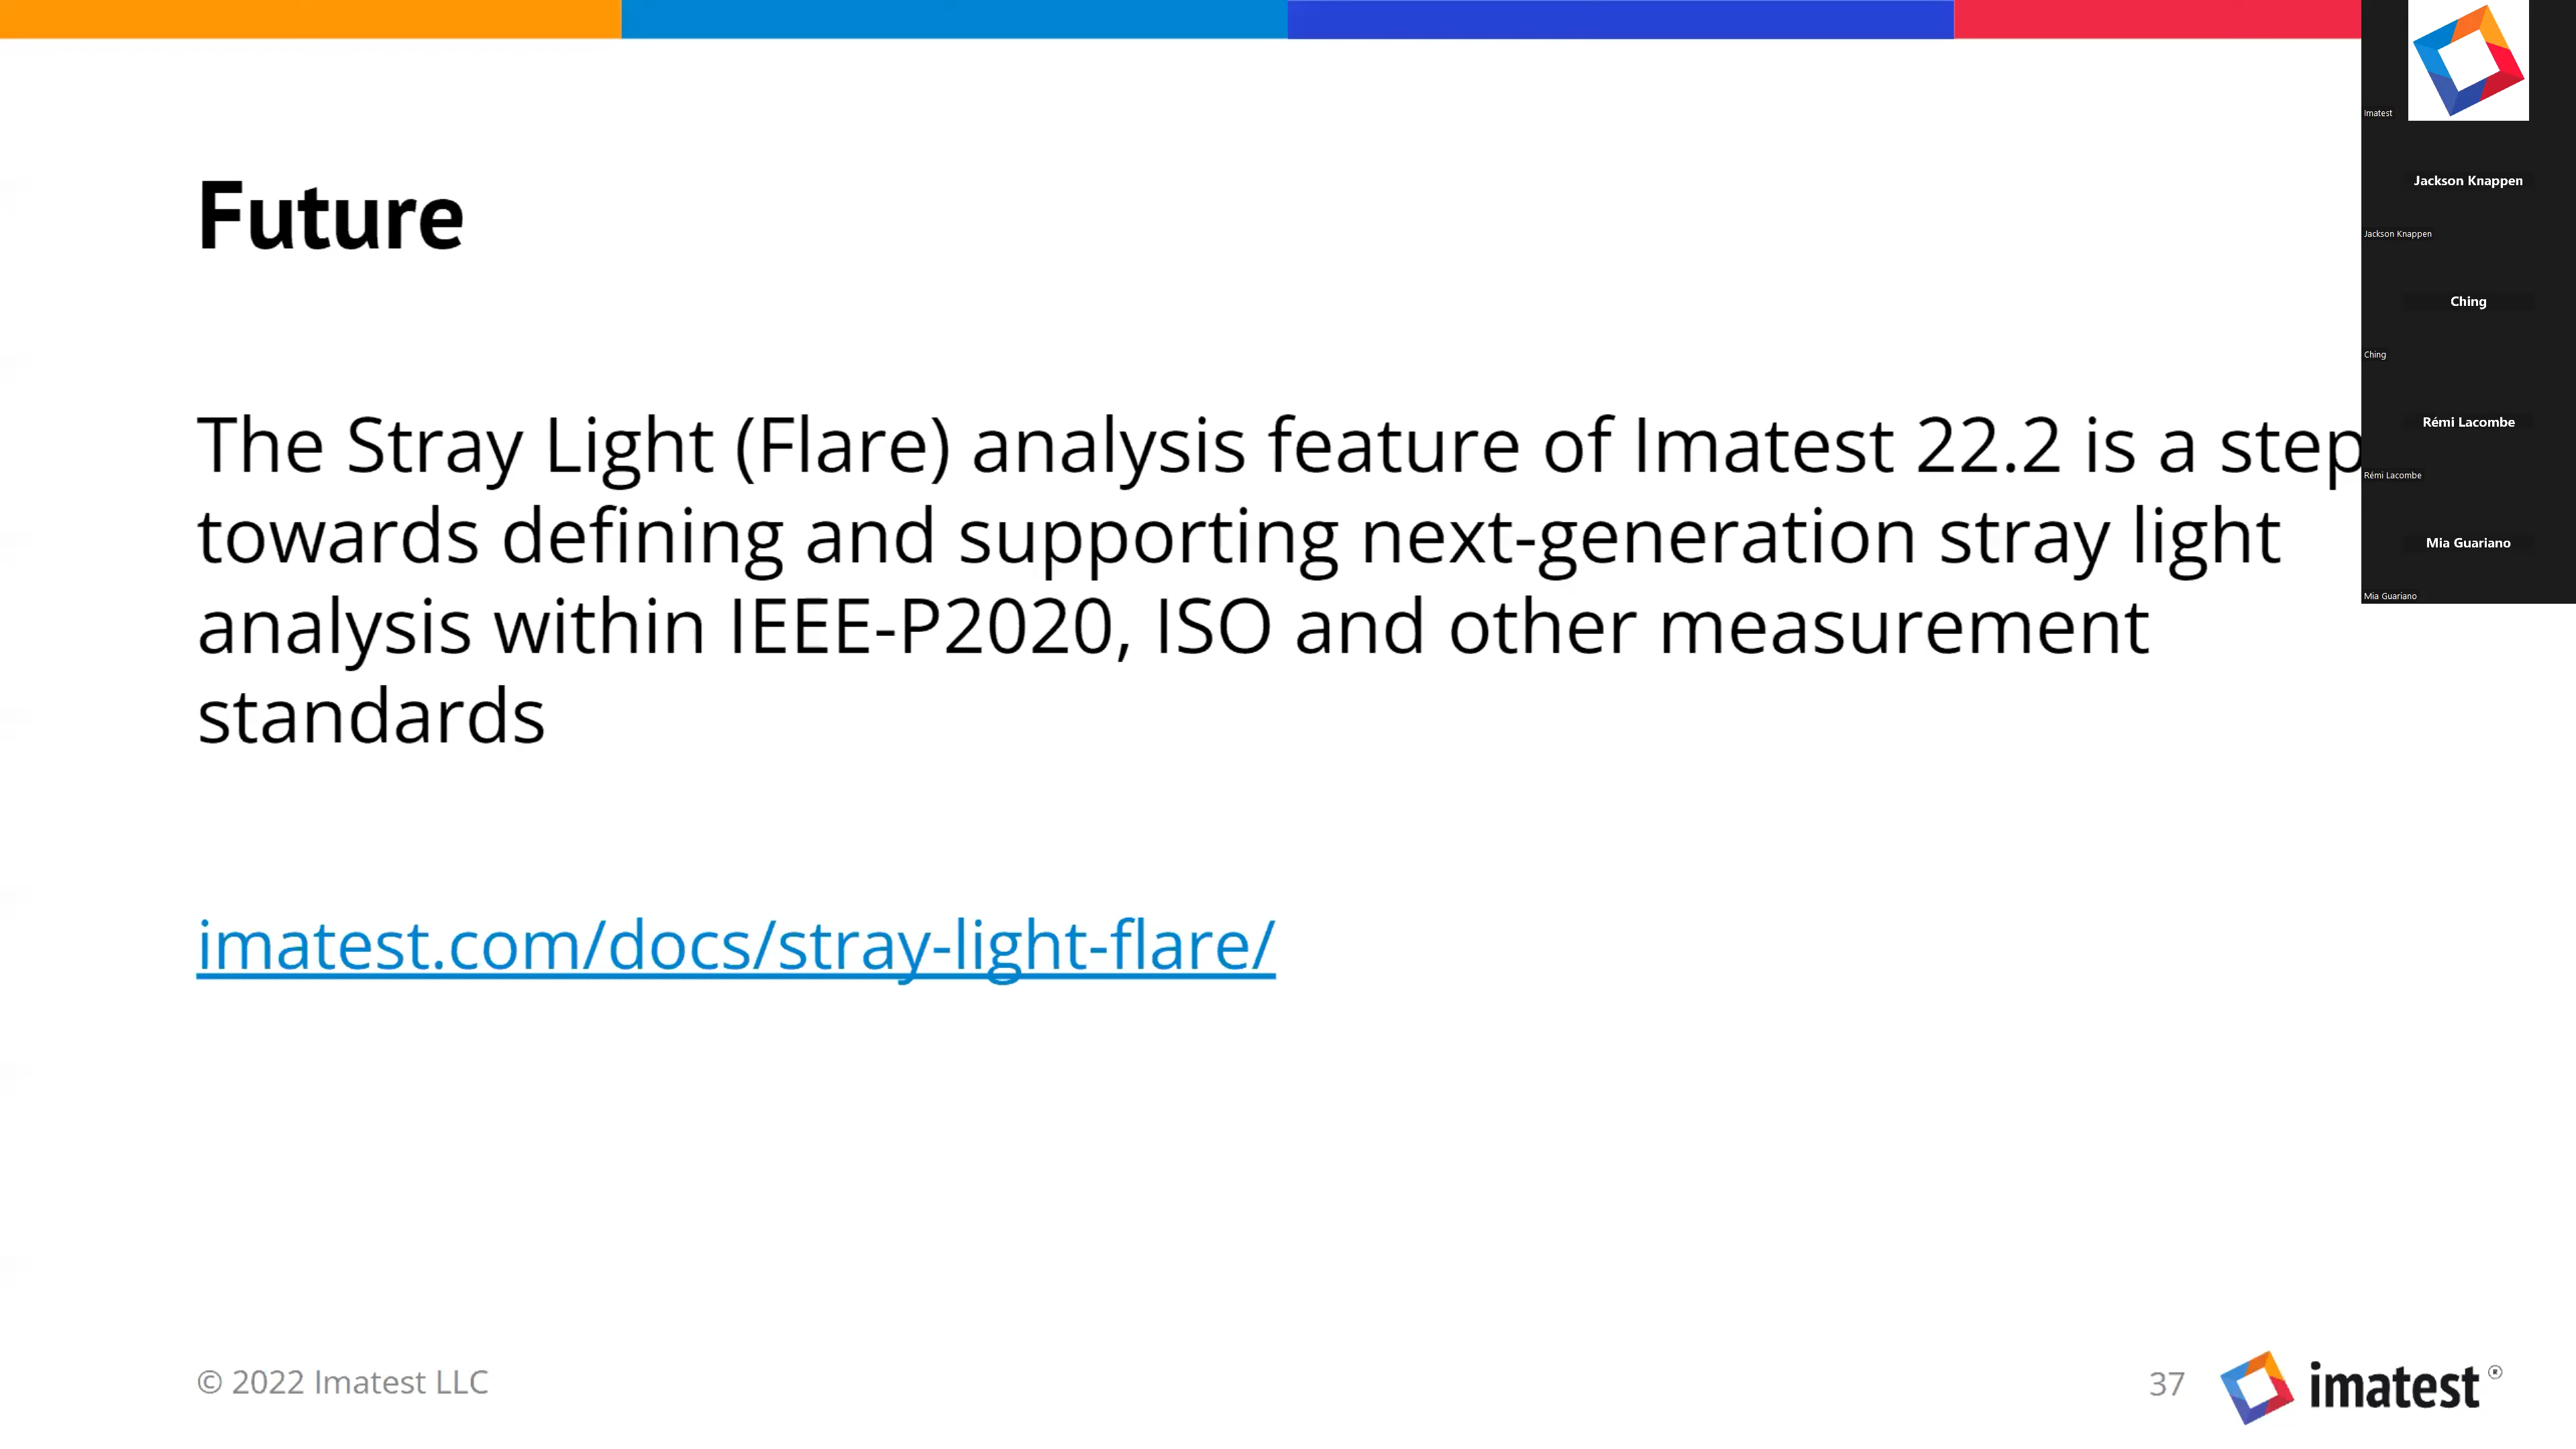 Future
The Stray Light (Flare) analysis feature of Imatest 22.2 is a step
towards defining and supporting next-generation stray light
analysis within IEEE-P2020, ISO and other measurement
standards
imatest.com/docs/stray-light-flare/
© 2022 Imatest LLC
37
imatest®
Imatest
Jackson Knappen
Jackson Knappen
Ching
Ching
Rémi Lacombe
Rémi Lacombe
Mia Guariano
Mia Guariano